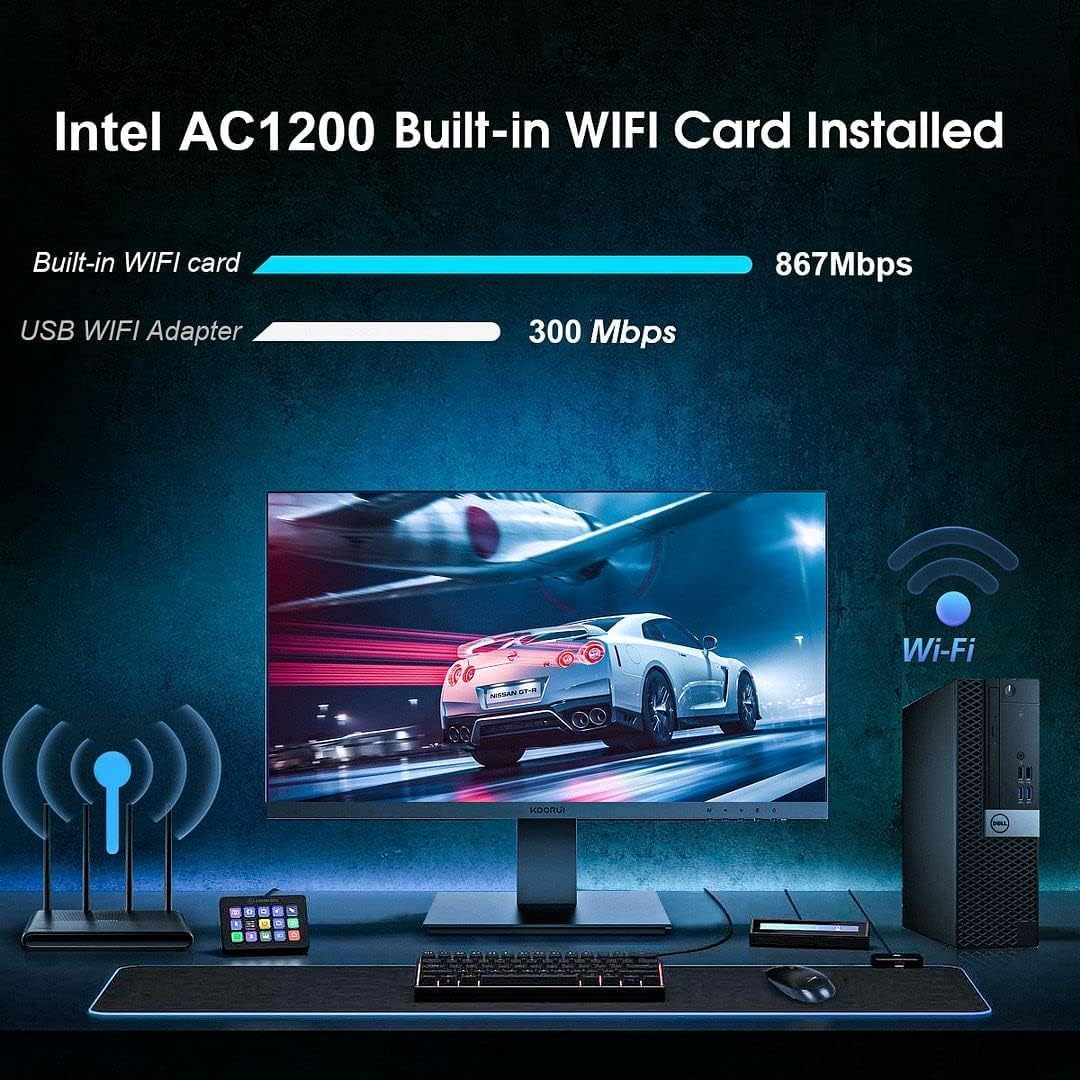 Intel AC1200 Built-in WIFI Card Installed
Built-in WIFI card 867Mbps
USB WIFI Adapter 300 Mbps
NISSAN GT-R
KOORUI
Wi-Fi
DELL